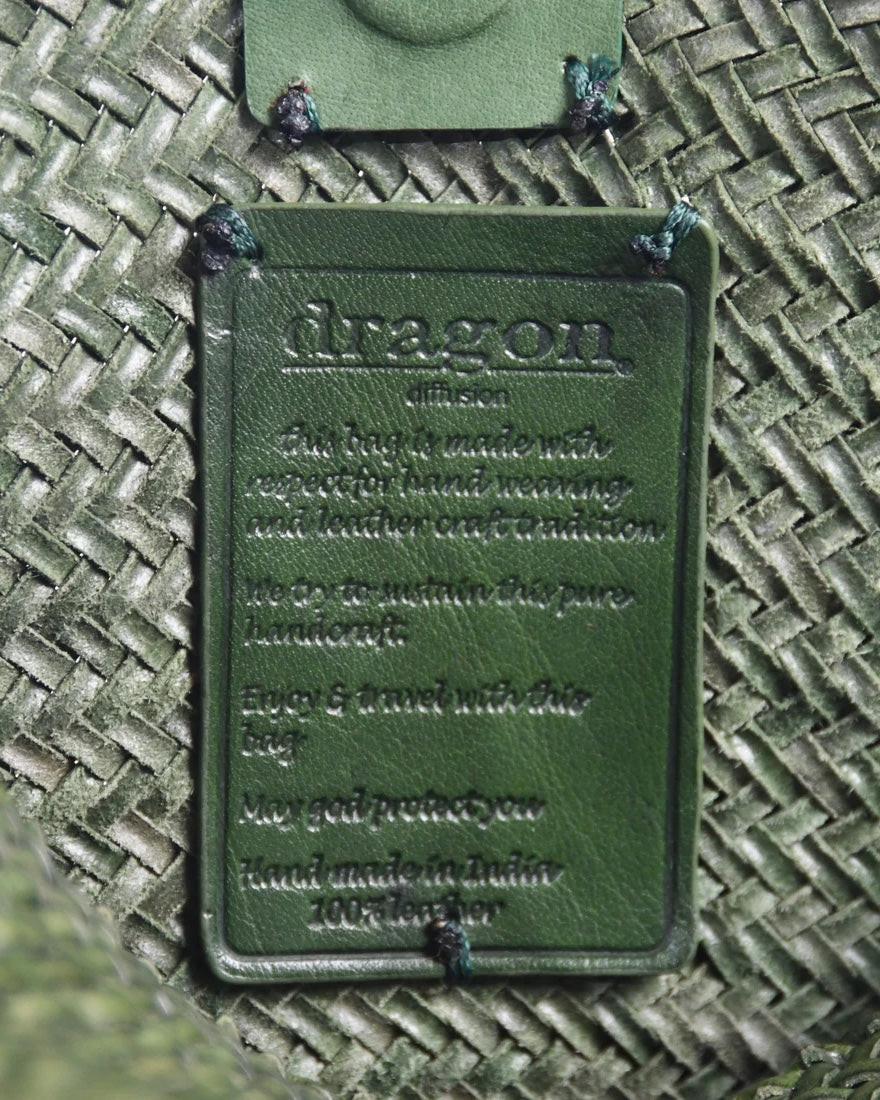 dragon
diffusion
this bag is made with
respect for hand weaving
and leather craft tradition
We try to sustain this pure
handcraft.
Enjoy & travel with this
bag
May god protect you
Hand made in India
100% leather